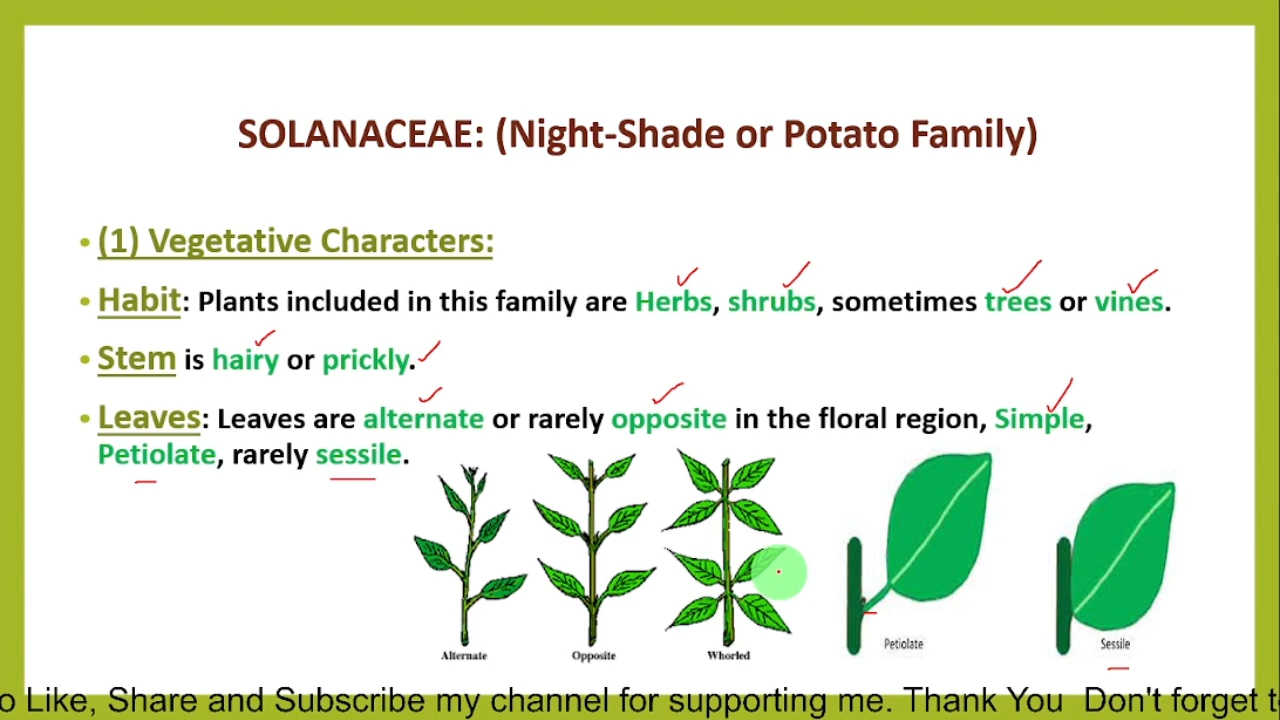 SOLANACEAE: (Night-Shade or Potato Family)
• (1) Vegetative Characters:
• Habit: Plants included in this family are Herbs, shrubs, sometimes trees or vines.
• Stem is hairy or prickly.
• Leaves: Leaves are alternate or rarely opposite in the floral region, Simple,
Petiolate, rarely sessile.
Alternate Opposite Whorled Petiolate Sessile
o Like, Share and Subscribe my channel for supporting me. Thank You  Don't forget t